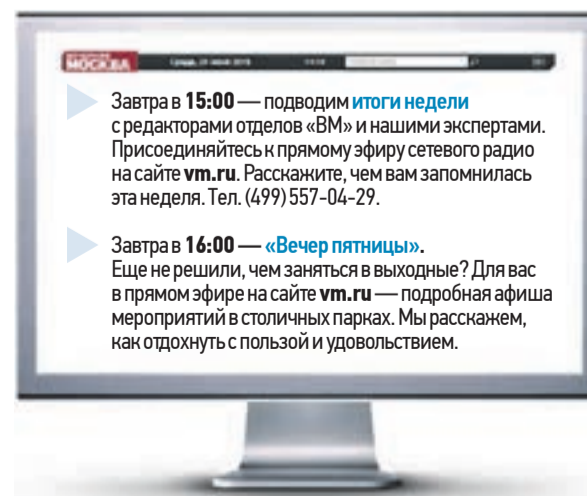 МОСКВА
Завтра в 15:00 — подводим итоги недели
с редакторами отделов «ВМ» и нашими экспертами.
Присоединяйтесь к прямому эфиру сетевого радио
на сайте vm.ru. Расскажите, чем вам запомнилась
эта неделя. Тел. (499) 557-04-29.
Завтра в 16:00 — «Вечер пятницы».
Еще не решили, чем заняться в выходные? Для вас
в прямом эфире на сайте vm.ru — подробная афиша
мероприятий в столичных парках. Мы расскажем,
как отдохнуть с пользой и удовольствием.